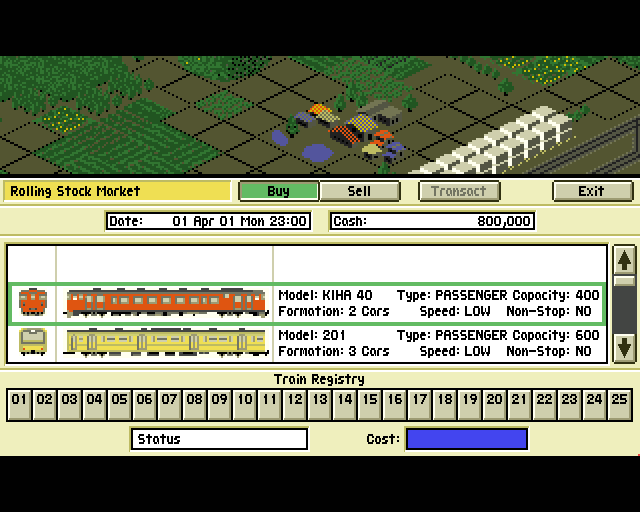 Rolling Stock Market Buy Sell Transact Exit
Date: 01 Apr 01 Mon 23:00 Cash: 800,000
Model: KIHA 40 Type: PASSENGER Capacity: 400
Formation: 2 Cars Speed: LOW Non-Stop: NO
Model: 201 Type: PASSENGER Capacity: 600
Formation: 3 Cars Speed: LOW Non-Stop: NO
Train Registry
01 02 03 04 05 06 07 08 09 10 11 12 13 14 15 16 17 18 19 20 21 22 23 24 25
Status Cost: